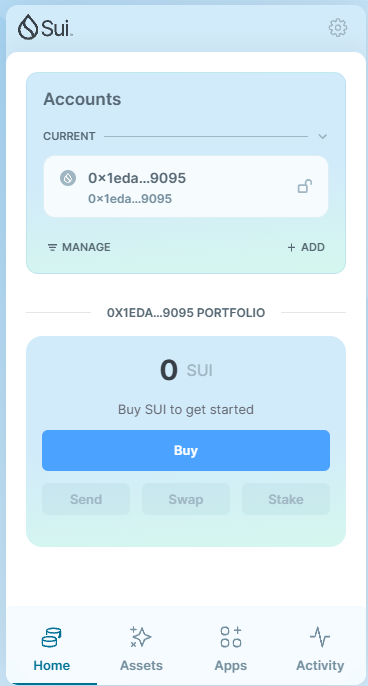 Sui
Accounts
CURRENT
0×1eda...9095
0×1eda...9095
MANAGE
+ ADD
0X1EDA...9095 PORTFOLIO
0 SUI
Buy SUI to get started
Buy
Send Swap Stake
Home Assets Apps Activity